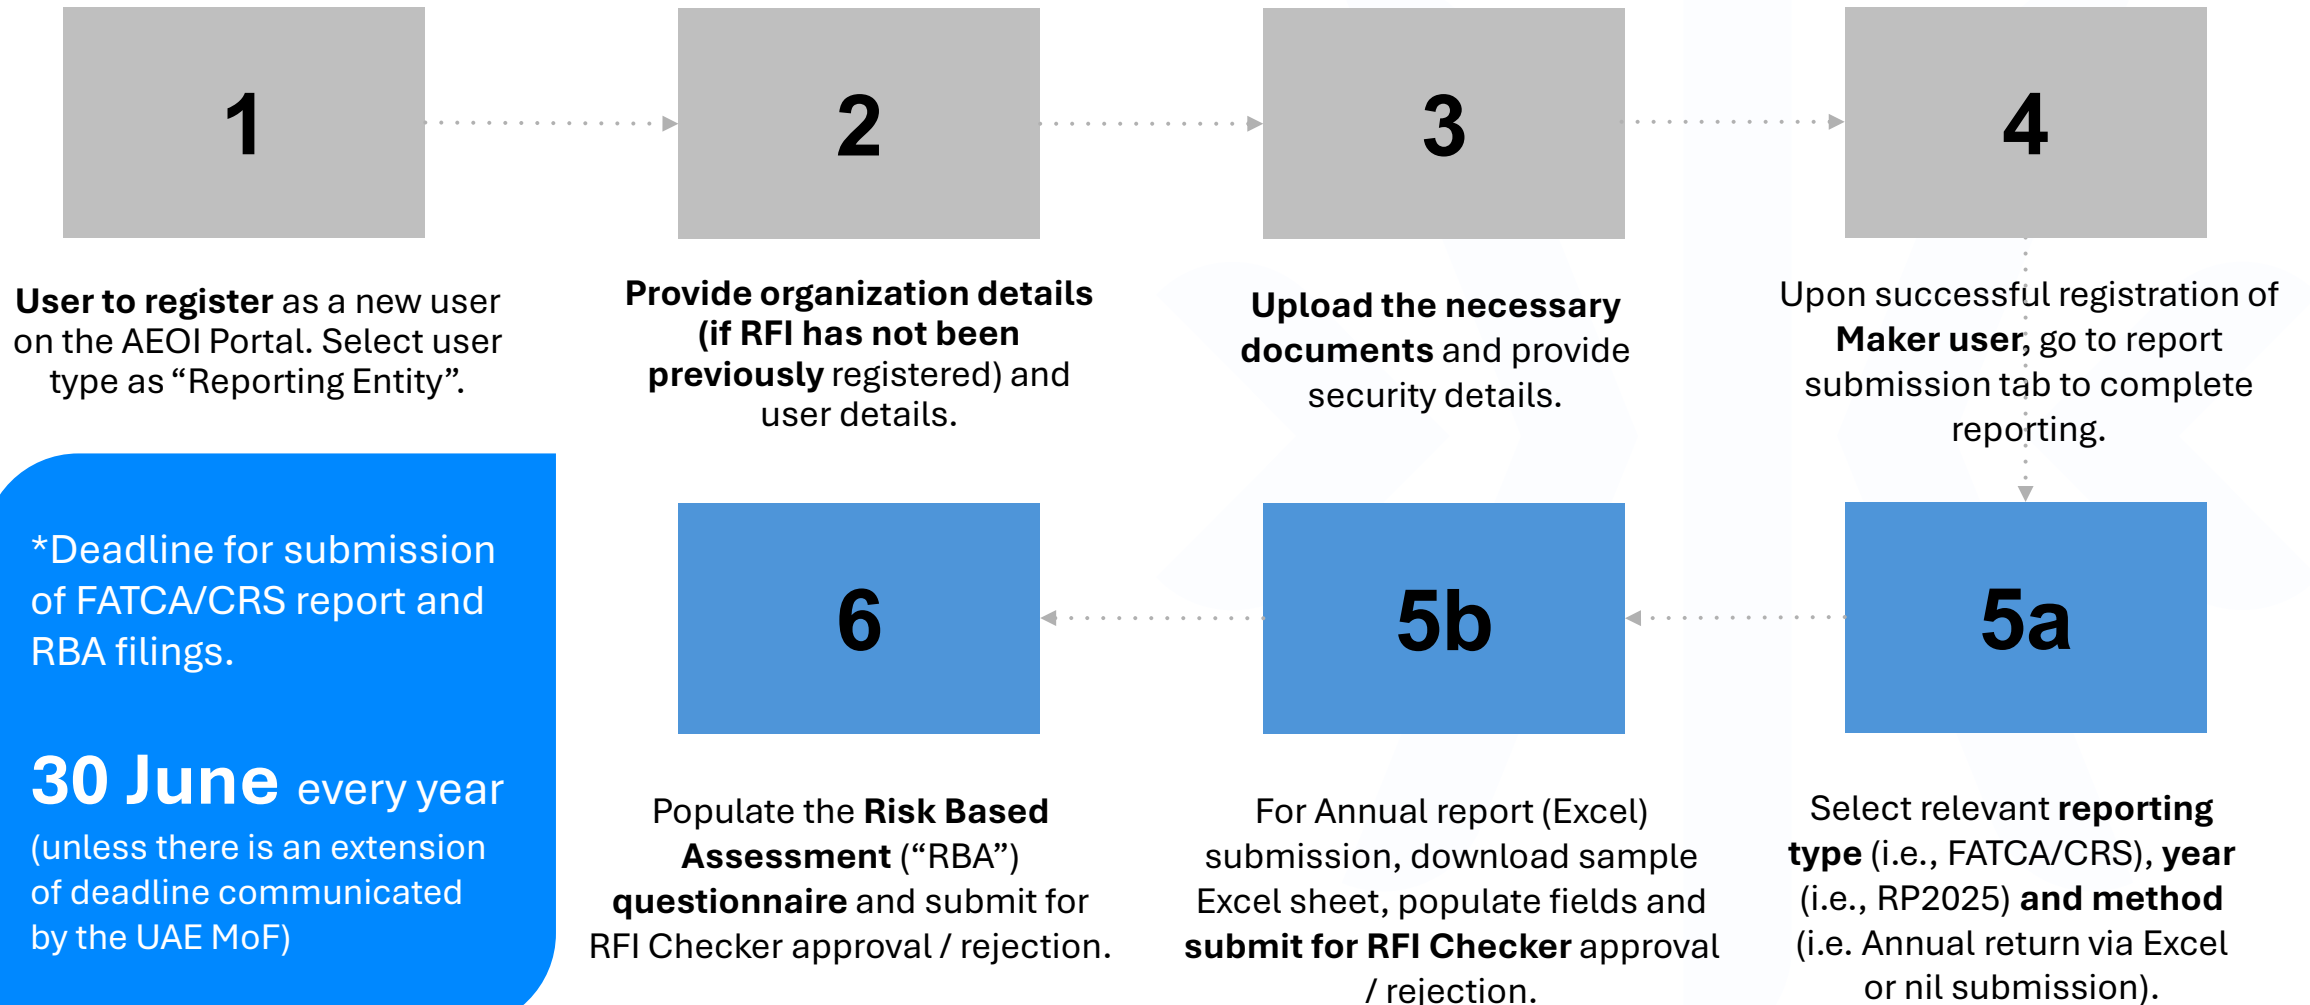 1
2
3
4
User to register as a new user
on the AEOI Portal. Select user
type as “Reporting Entity”.
Provide organization details
(if RFI has not been
previously registered) and
user details.
Upload the necessary
documents and provide
security details.
Upon successful registration of
Maker user, go to report
submission tab to complete
reporting.
*Deadline for submission
of FATCA/CRS report and
RBA filings.
30 June every year
(unless there is an extension
of deadline communicated
by the UAE MoF)
6
5b
5a
Populate the Risk Based
Assessment (“RBA”)
questionnaire and submit for
RFI Checker approval / rejection.
For Annual report (Excel)
submission, download sample
Excel sheet, populate fields and
submit for RFI Checker approval
/ rejection.
Select relevant reporting
type (i.e., FATCA/CRS), year
(i.e., RP2025) and method
(i.e. Annual return via Excel
or nil submission).